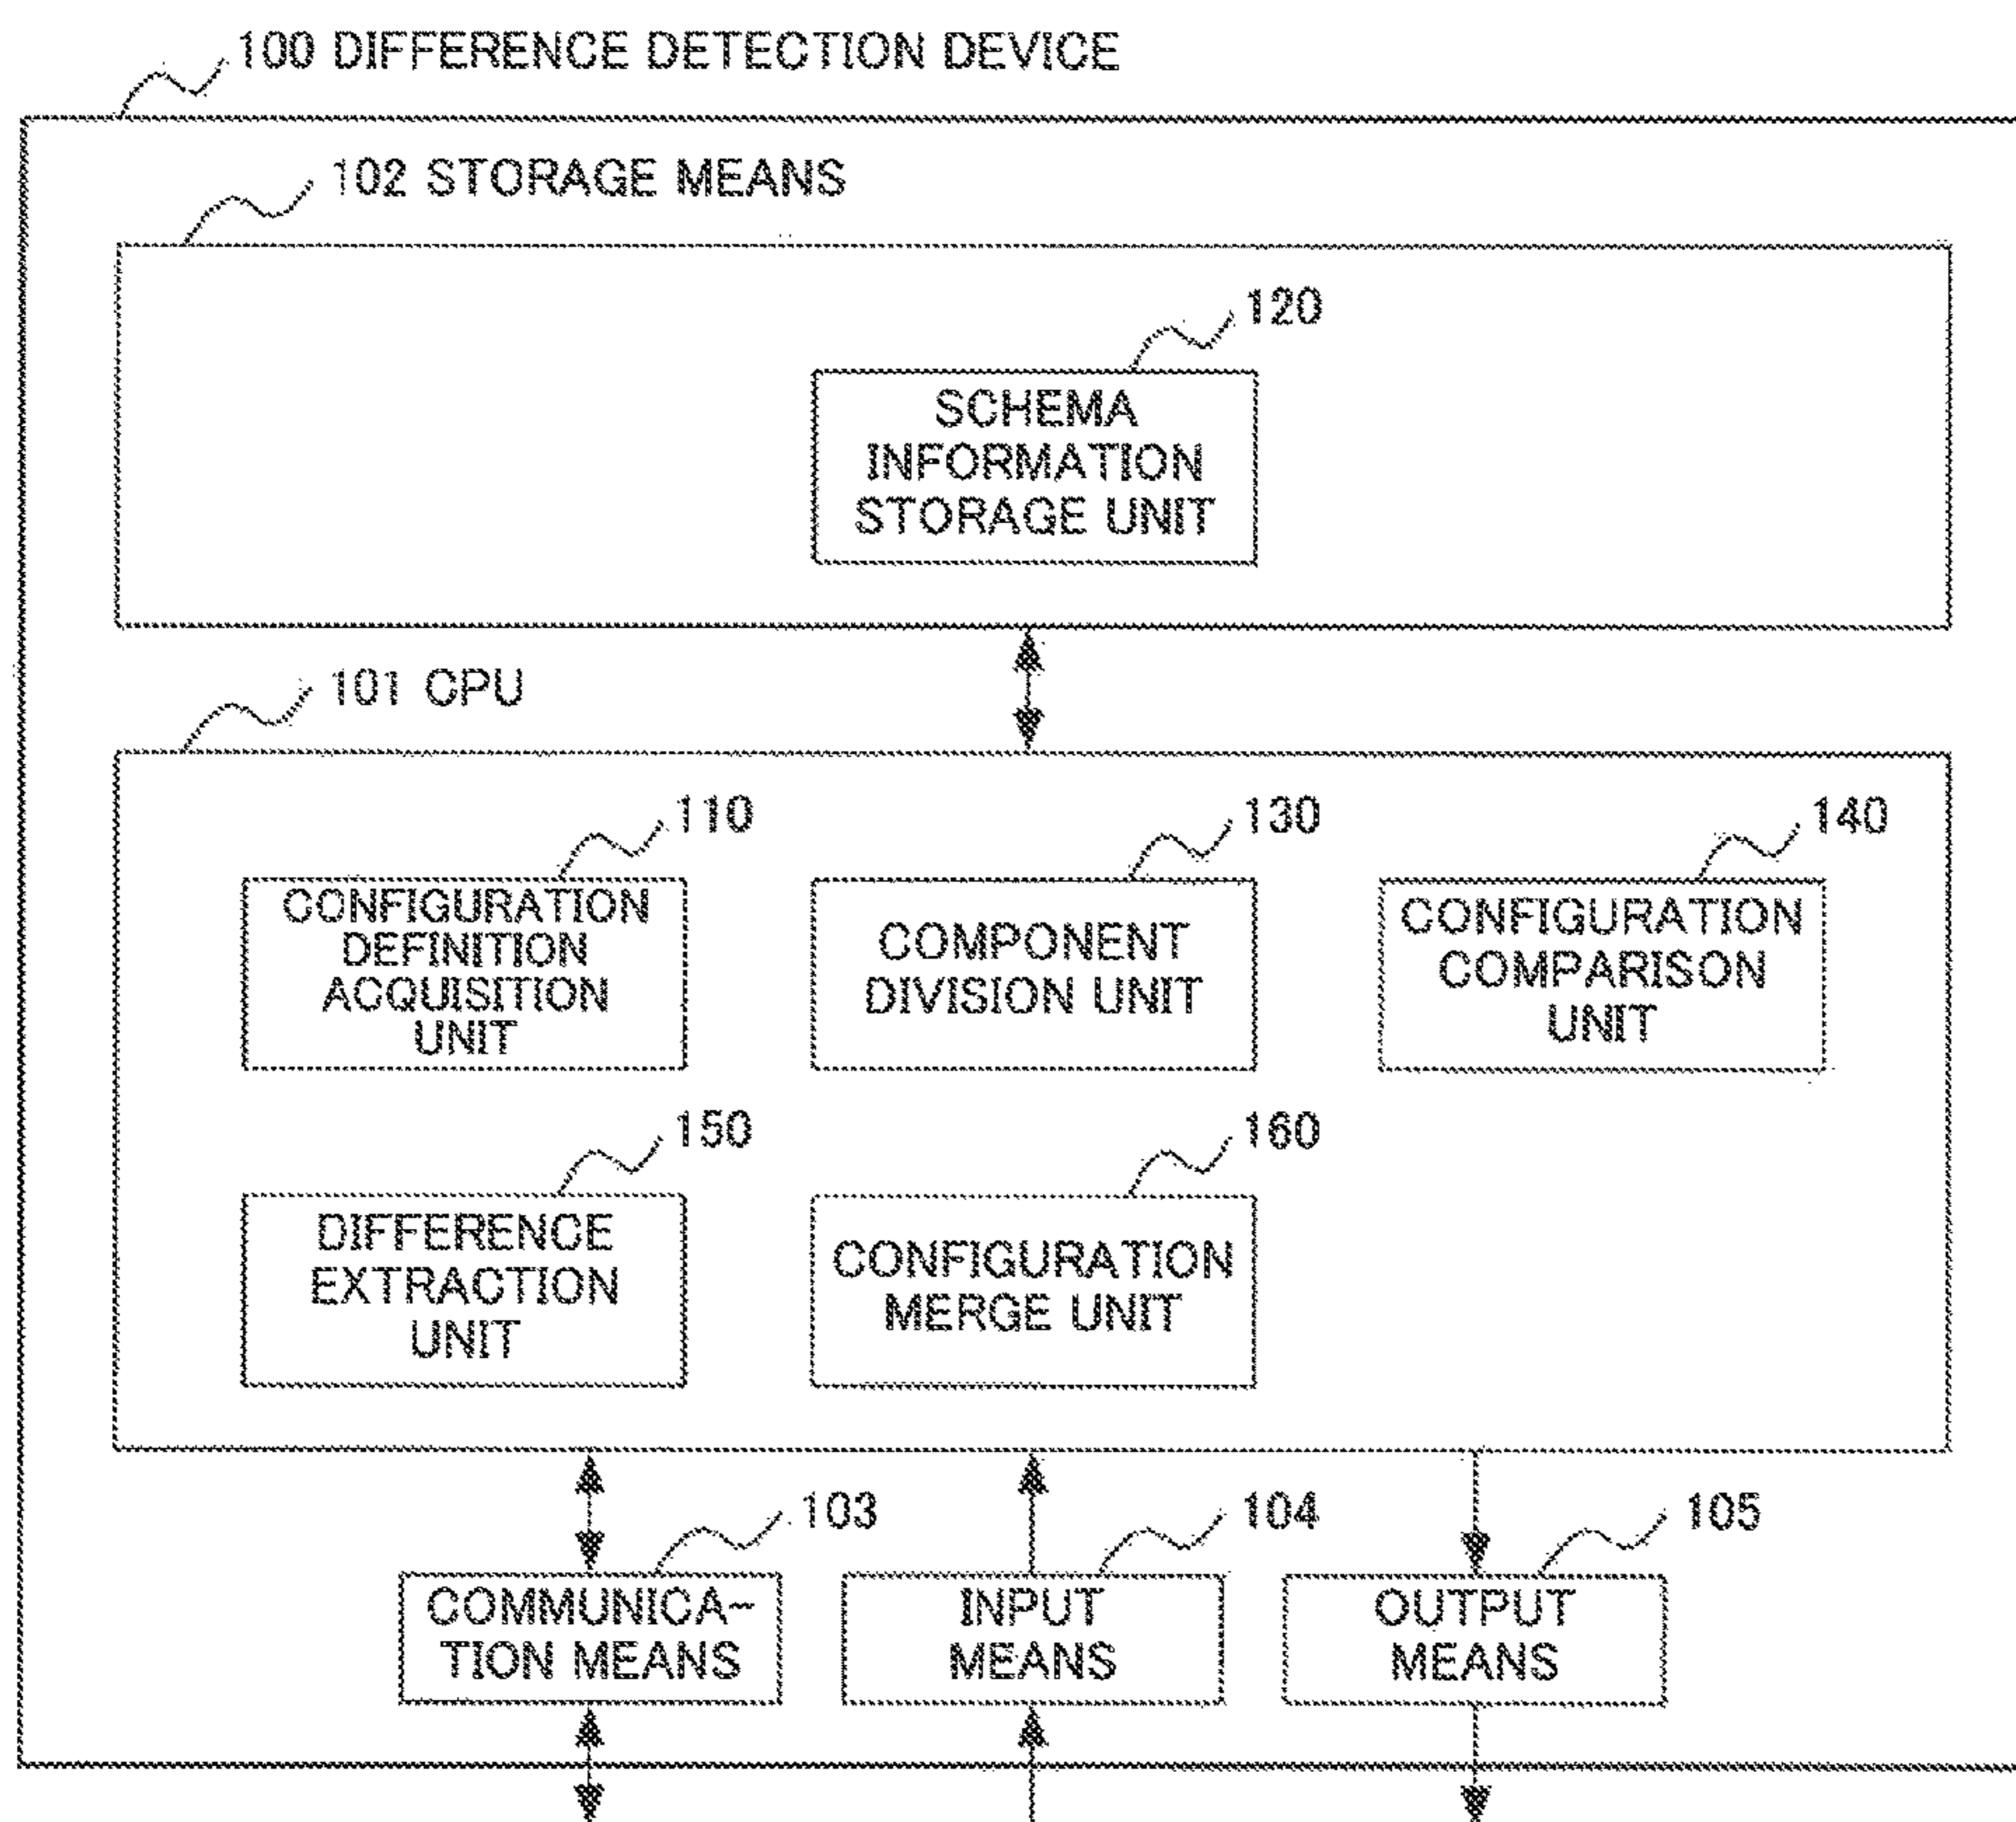 100 DIFFERENCE DETECTION DEVICE
102 STORAGE MEANS
120
SCHEMA
INFORMATION
STORAGE UNIT
101 CPU
110
CONFIGURATION
DEFINITION
ACQUISITION
UNIT
130
COMPONENT
DIVISION UNIT
140
CONFIGURATION
COMPARISON
UNIT
150
DIFFERENCE
EXTRACTION
UNIT
160
CONFIGURATION
MERGE UNIT
103
COMMUNICA-
TION MEANS
104
INPUT
MEANS
105
OUTPUT
MEANS